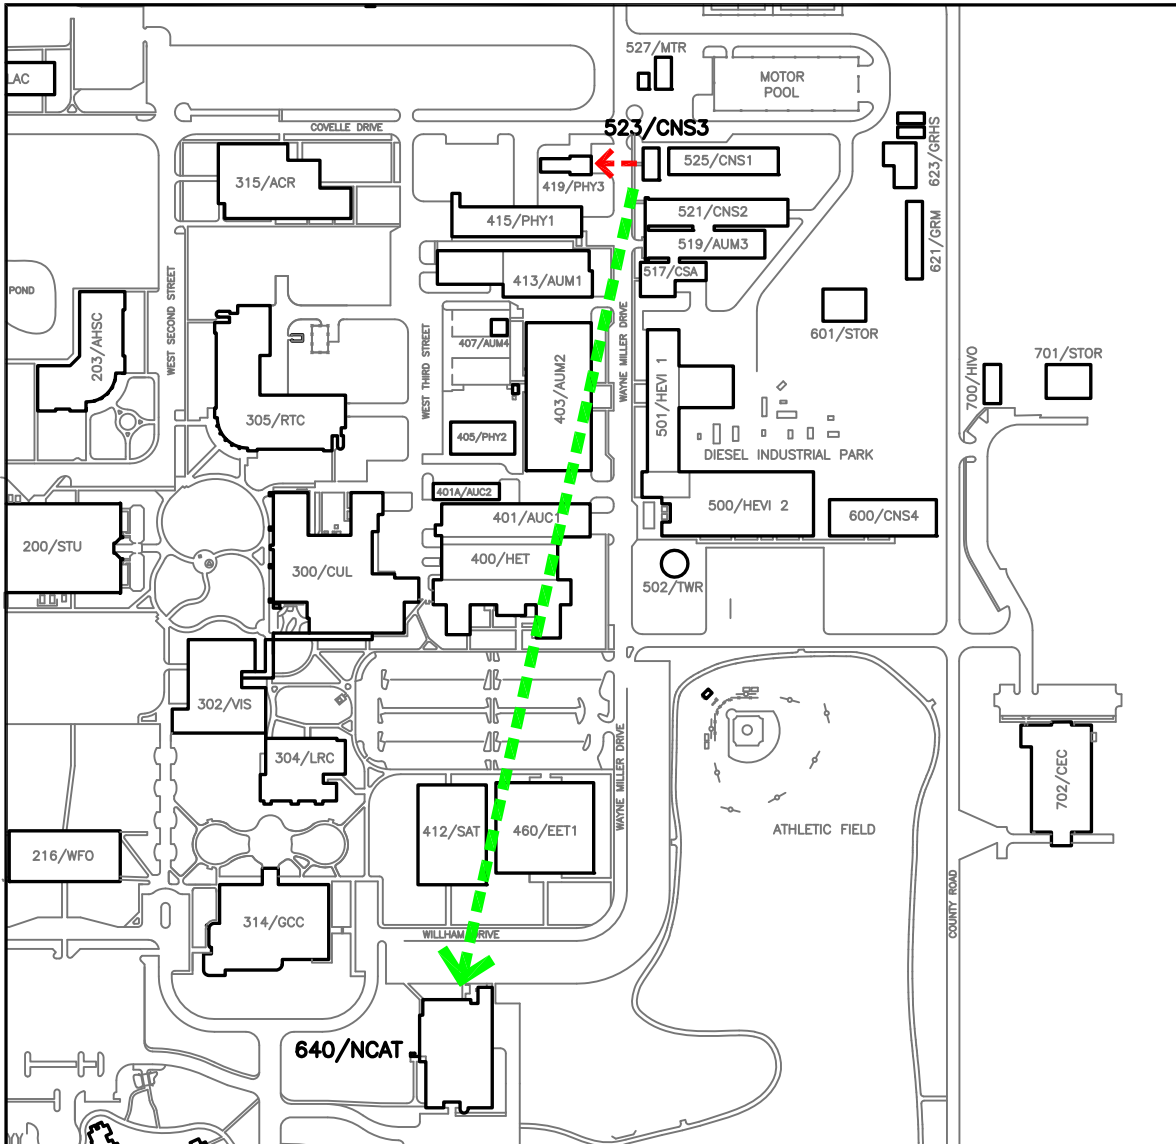 527/MTR
LAC
MOTOR
POOL
COVELLE DRIVE
523/CNS3
623/GRHS
525/CNS1
315/ACR
419/PHY3
415/PHY1
521/CNS2
621/GRM
519/AUM3
517/CSA
413/AUM1
POND
WEST SECOND STREET
203/AHSC
WEST THIRD STREET
407/AUM4
403/AUM2
WAYNE MILLER DRIVE
501/HEVI 1
601/STOR
700/HIVO
701/STOR
305/RTC
405/PHY2
DIESEL INDUSTRIAL PARK
401A/AUC2
401/AUC1
500/HEVI 2
600/CNS4
200/STU
300/CUL
400/HET
502/TWR
302/VIS
304/LRC
WAYNE MILLER DRIVE
702/CEC
412/SAT
460/EET1
ATHLETIC FIELD
216/WFO
314/GCC
WILLHAM DRIVE
COUNTY ROAD
640/NCAT